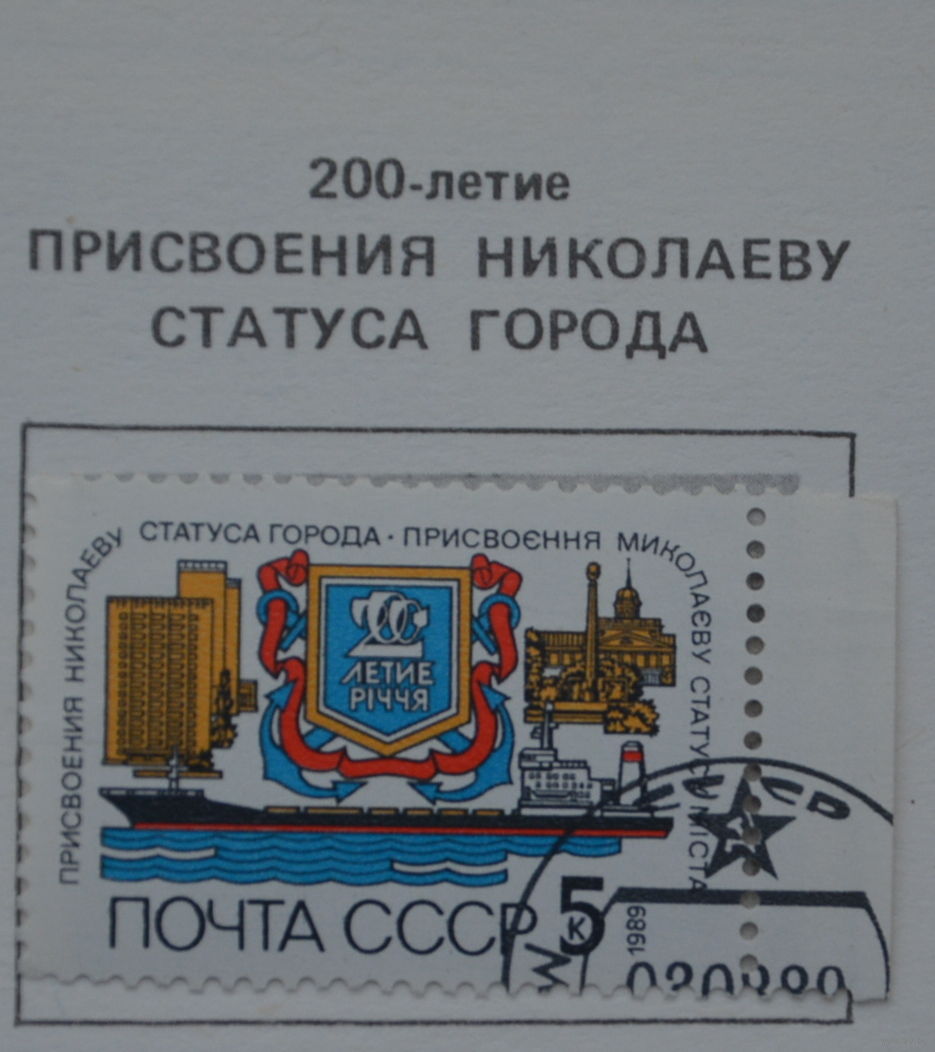 200-летие
ПРИСВОЕНИЯ НИКОЛАЕВУ
СТАТУСА ГОРОДА
ПРИСВОЕНИЯ НИКОЛАЕВУ СТАТУСА ГОРОДА · ПРИСВОЄННЯ МИКОЛАЄВУ СТАТУСУ МІСТА
200
ЛЕТИЕ
РІЧЧЯ
ПОЧТА СССР
5
к
1989